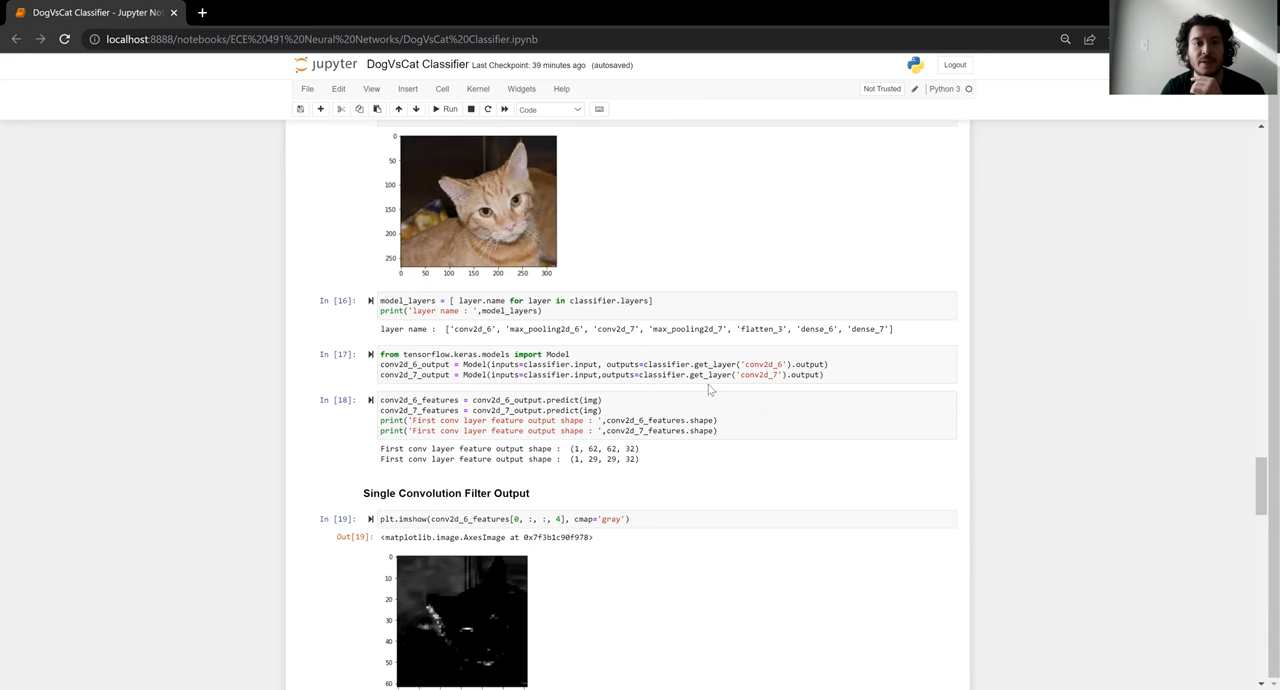 DogVsCat Classifier - Jupyter Not
localhost:8888/notbooks/ECE%20491%20Neural%20Networks/DogVsCat%20Classifier.ipynb
jupyter DogVsCat Classifier Last Checkpoint: 39 minutes ago (autosaved)
Logout
File Edit View Insert Cell Kernel Widgets Help
Not Trusted Python 3
Run Code
0
50
100
150
200
250
0 50 100 150 200 250 300
In [16]: model_layers = [ layer.name for layer in classifier.layers]
print('layer name : ',model_layers)
layer name :  ['conv2d_6', 'max_pooling2d_6', 'conv2d_7', 'max_pooling2d_7', 'flatten_3', 'dense_6', 'dense_7']
In [17]: from tensorflow.keras.models import Model
conv2d_6_output = Model(inputs=classifier.input, outputs=classifier.get_layer('conv2d_6').output)
conv2d_7_output = Model(inputs=classifier.input,outputs=classifier.get_layer('conv2d_7').output)
In [18]: conv2d_6_features = conv2d_6_output.predict(img)
conv2d_7_features = conv2d_7_output.predict(img)
print('First conv layer feature output shape : ',conv2d_6_features.shape)
print('First conv layer feature output shape : ',conv2d_7_features.shape)
First conv layer feature output shape :  (1, 62, 62, 32)
First conv layer feature output shape :  (1, 29, 29, 32)
Single Convolution Filter Output
In [19]: plt.imshow(conv2d_6_features[0, :, :, 4], cmap='gray')
Out[19]: <matplotlib.image.AxesImage at 0x7f3b1c90f978>
0
10
20
30
40
50
60